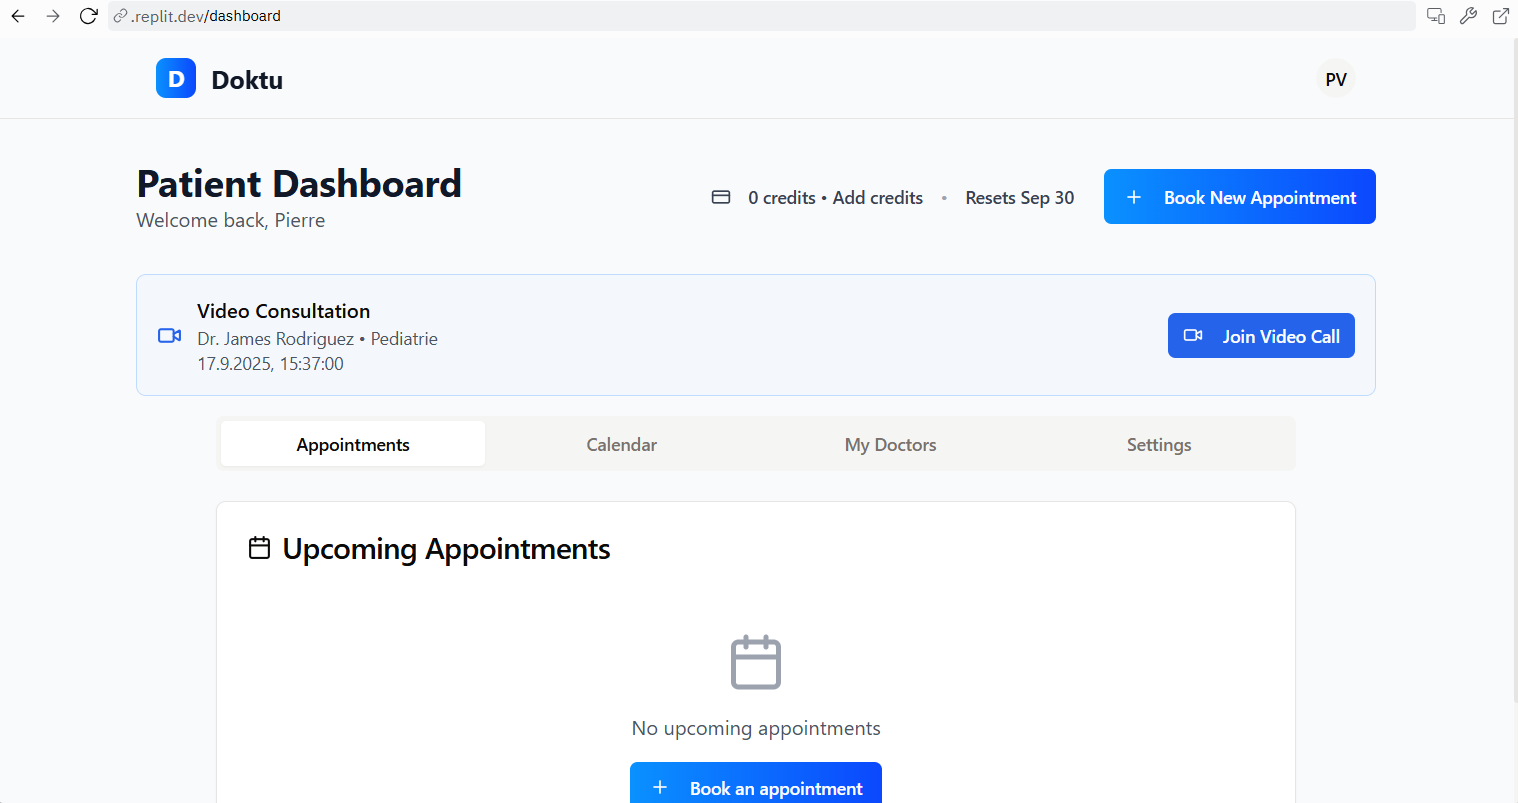 .replit.dev/dashboard
D Doktu
PV
Patient Dashboard
Welcome back, Pierre
0 credits • Add credits • Resets Sep 30
+ Book New Appointment
Video Consultation
Dr. James Rodriguez • Pediatrie
17.9.2025, 15:37:00
Join Video Call
Appointments
Calendar
My Doctors
Settings
Upcoming Appointments
No upcoming appointments
+ Book an appointment